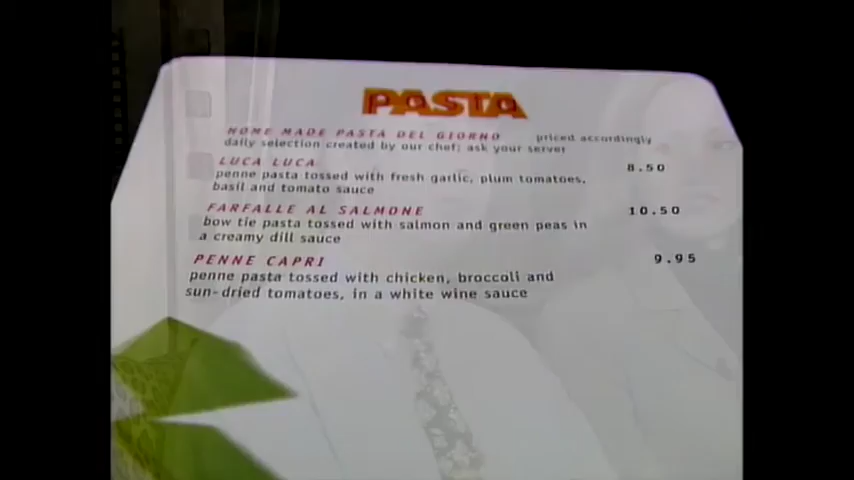 PASTA
HOME MADE PASTA DEL GIORNO priced accordingly
daily selection created by our chef; ask your server
LUCA LUCA 8.50
penne pasta tossed with fresh garlic, plum tomatoes,
basil and tomato sauce
FARFALLE AL SALMONE 10.50
bow tie pasta tossed with salmon and green peas in
a creamy dill sauce
PENNE CAPRI 9.95
penne pasta tossed with chicken, broccoli and
sun-dried tomatoes, in a white wine sauce